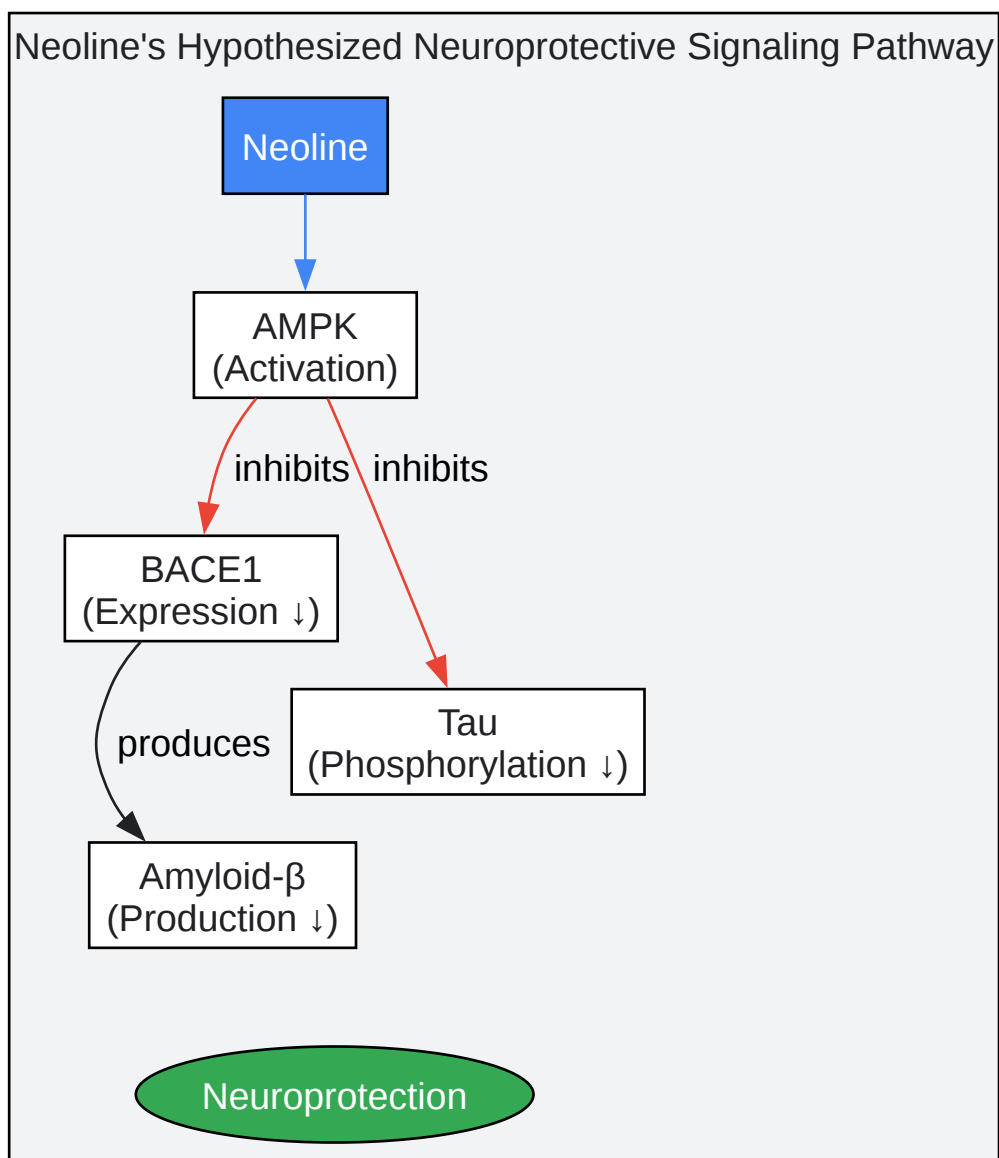 Neoline's Hypothesized Neuroprotective Signaling Pathway
Neoline
AMPK
(Activation)
inhibits
inhibits
BACE1
(Expression ↓)
Tau
(Phosphorylation ↓)
produces
Amyloid-β
(Production ↓)
Neuroprotection